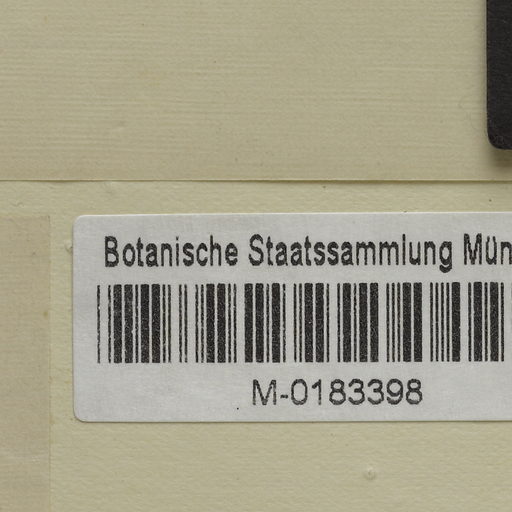 Botanische Staatssammlung Mün
M-0183398